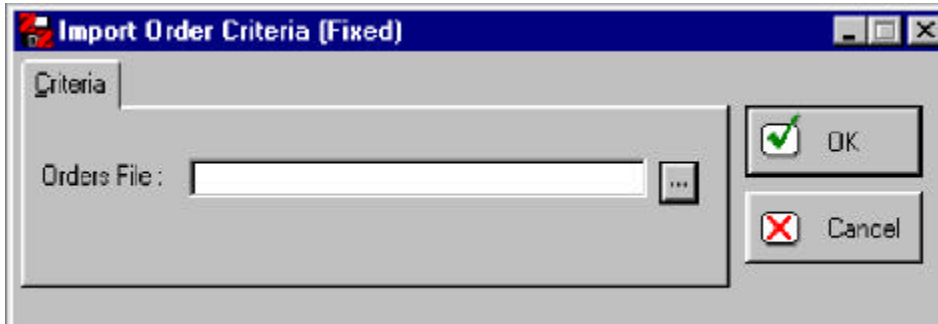 Import Order Criteria (Fixed)
Criteria
Orders File :
...
OK
Cancel